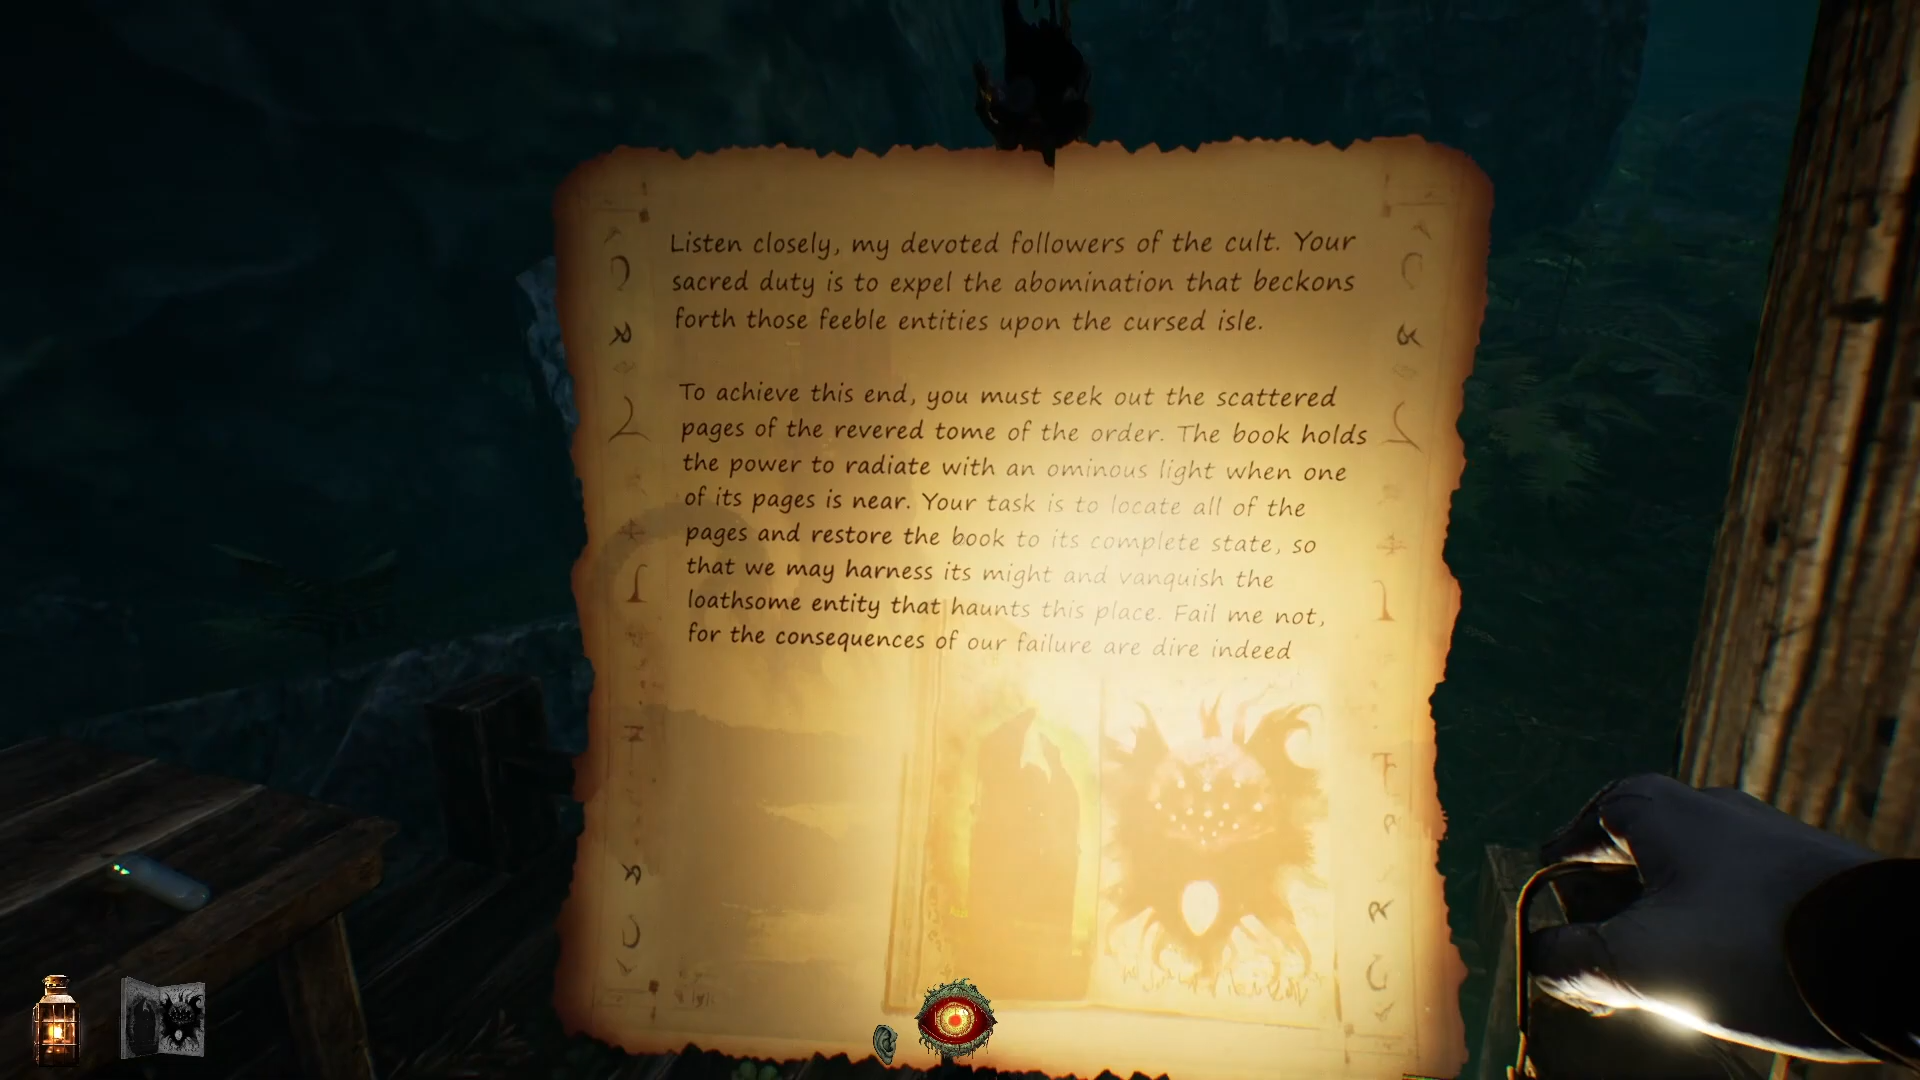 Listen closely, my devoted followers of the cult. Your
sacred duty is to expel the abomination that beckons
forth those feeble entities upon the cursed isle.
To achieve this end, you must seek out the scattered
pages of the revered tome of the order. The book holds
the power to radiate with an ominous light when one
of its pages is near. Your task is to locate all of the
pages and restore the book to its complete state, so
that we may harness its might and vanquish the
loathsome entity that haunts this place. Fail me not,
for the consequences of our failure are dire indeed